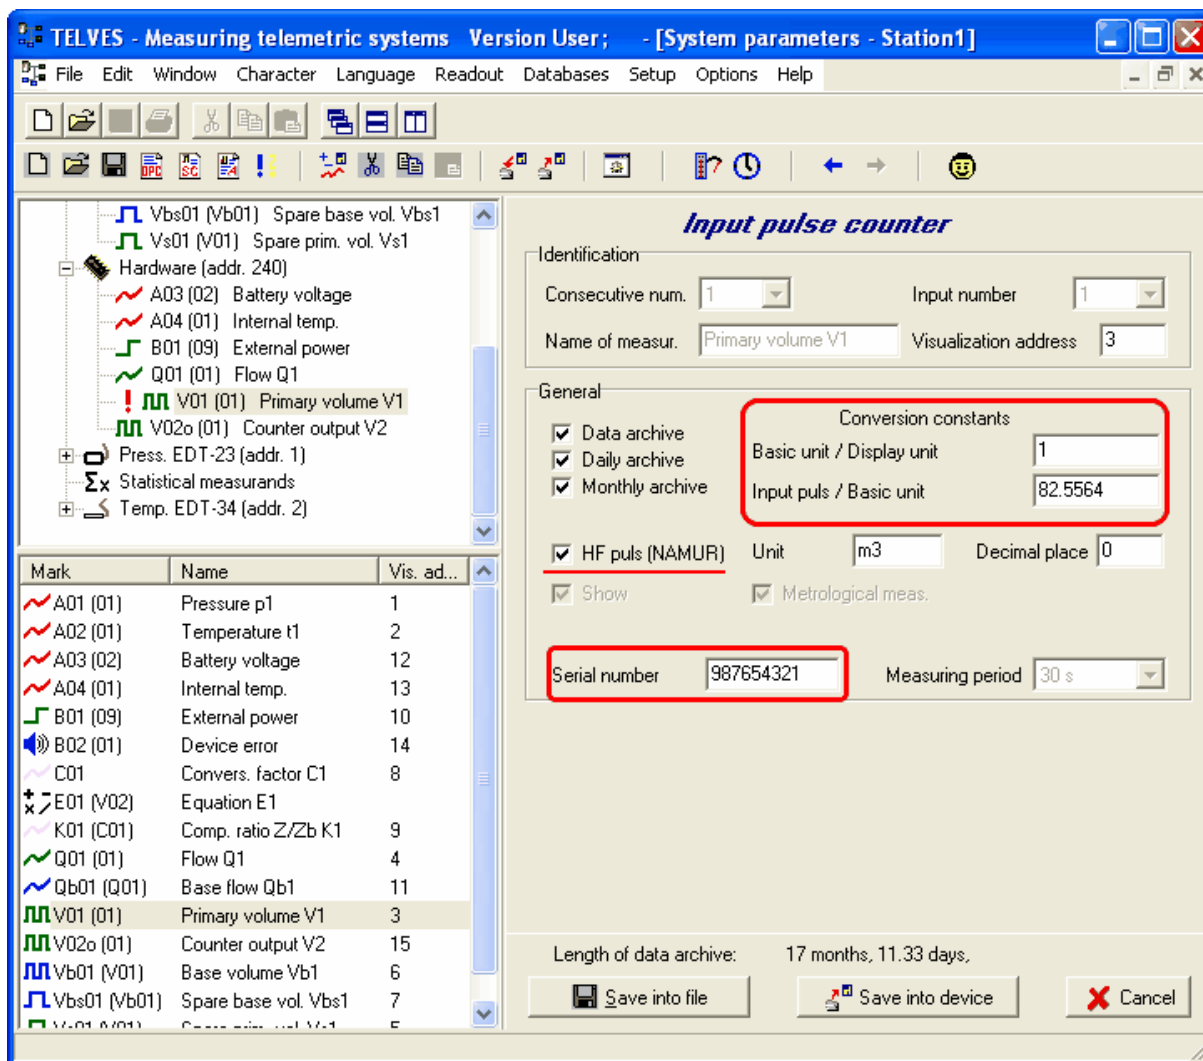 TELVES - Measuring telemetric systems Version User; - [System parameters - Station1]
File Edit Window Character Language Readout Databases Setup Options Help
Vbs01 (Vb01) Spare base vol. Vbs1
Vs01 (V01) Spare prim. vol. Vs1
Hardware (addr. 240)
A03 (02) Battery voltage
A04 (01) Internal temp.
B01 (09) External power
Q01 (01) Flow Q1
V01 (01) Primary volume V1
V02o (01) Counter output V2
Press. EDT-23 (addr. 1)
Σx Statistical measurands
Temp. EDT-34 (addr. 2)
Mark Name Vis. ad...
A01 (01) Pressure p1 1
A02 (01) Temperature t1 2
A03 (02) Battery voltage 12
A04 (01) Internal temp. 13
B01 (09) External power 10
B02 (01) Device error 14
C01 Convers. factor C1 8
E01 (V02) Equation E1
K01 (C01) Comp. ratio Z/Zb K1 9
Q01 (01) Flow Q1 4
Qb01 (Q01) Base flow Qb1 11
V01 (01) Primary volume V1 3
V02o (01) Counter output V2 15
Vb01 (V01) Base volume Vb1 6
Vbs01 (Vb01) Spare base vol. Vbs1 7
Input pulse counter
Identification
Consecutive num. 1 Input number 1
Name of measur. Primary volume V1 Visualization address 3
General
Data archive
Daily archive
Monthly archive
Conversion constants
Basic unit / Display unit 1
Input puls / Basic unit 82.5564
HF puls (NAMUR) Unit m3 Decimal place 0
Show Metrological meas.
Serial number 987654321 Measuring period 30 s
Length of data archive: 17 months, 11.33 days,
Save into file Save into device Cancel